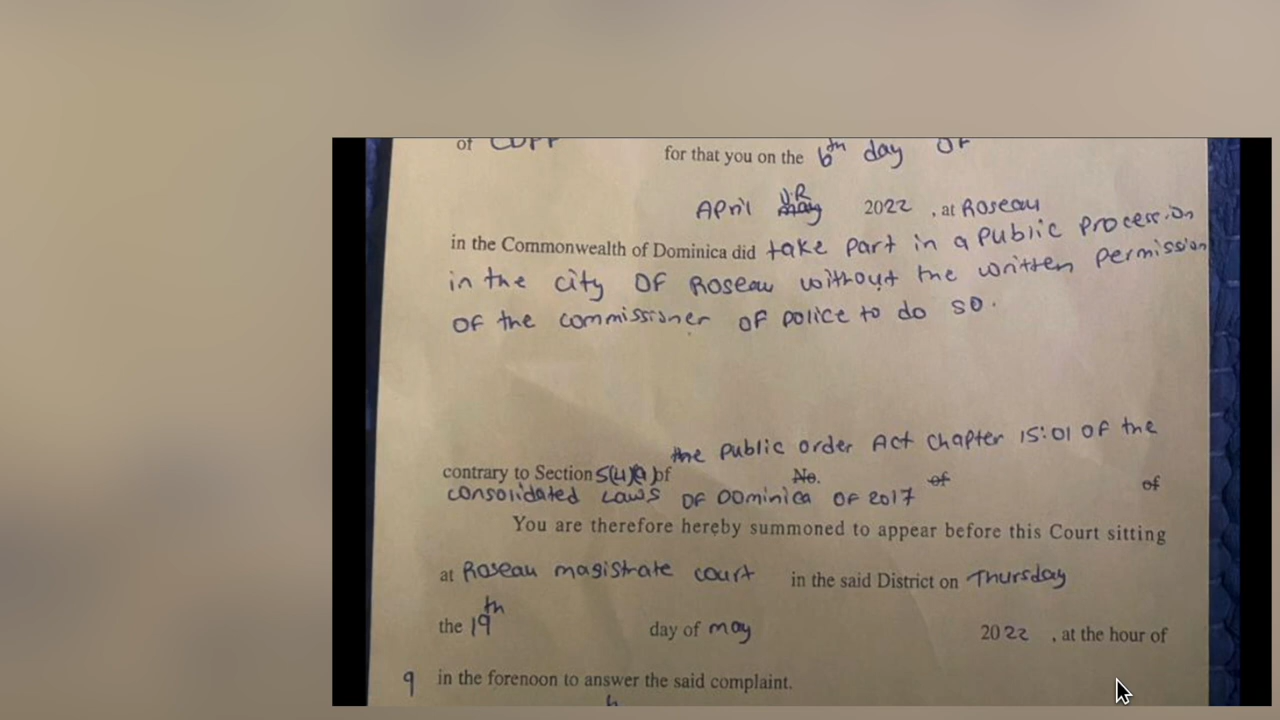 of
for that you on the 6th day OF
April J.R may 2022 , at Roseau
in the Commonwealth of Dominica did take part in a public procession
in the city OF Roseau without the written permission
OF the commissioner OF police to do so.
the public order Act Chapter 15:01 OF the
contrary to Section of No. of of
consolidated Laws OF DOminica OF 2017
You are therefore hereby summoned to appear before this Court sitting
at Roseau magistrate court in the said District on Thursday
the 19th day of may 2022 , at the hour of
9 in the forenoon to answer the said complaint.